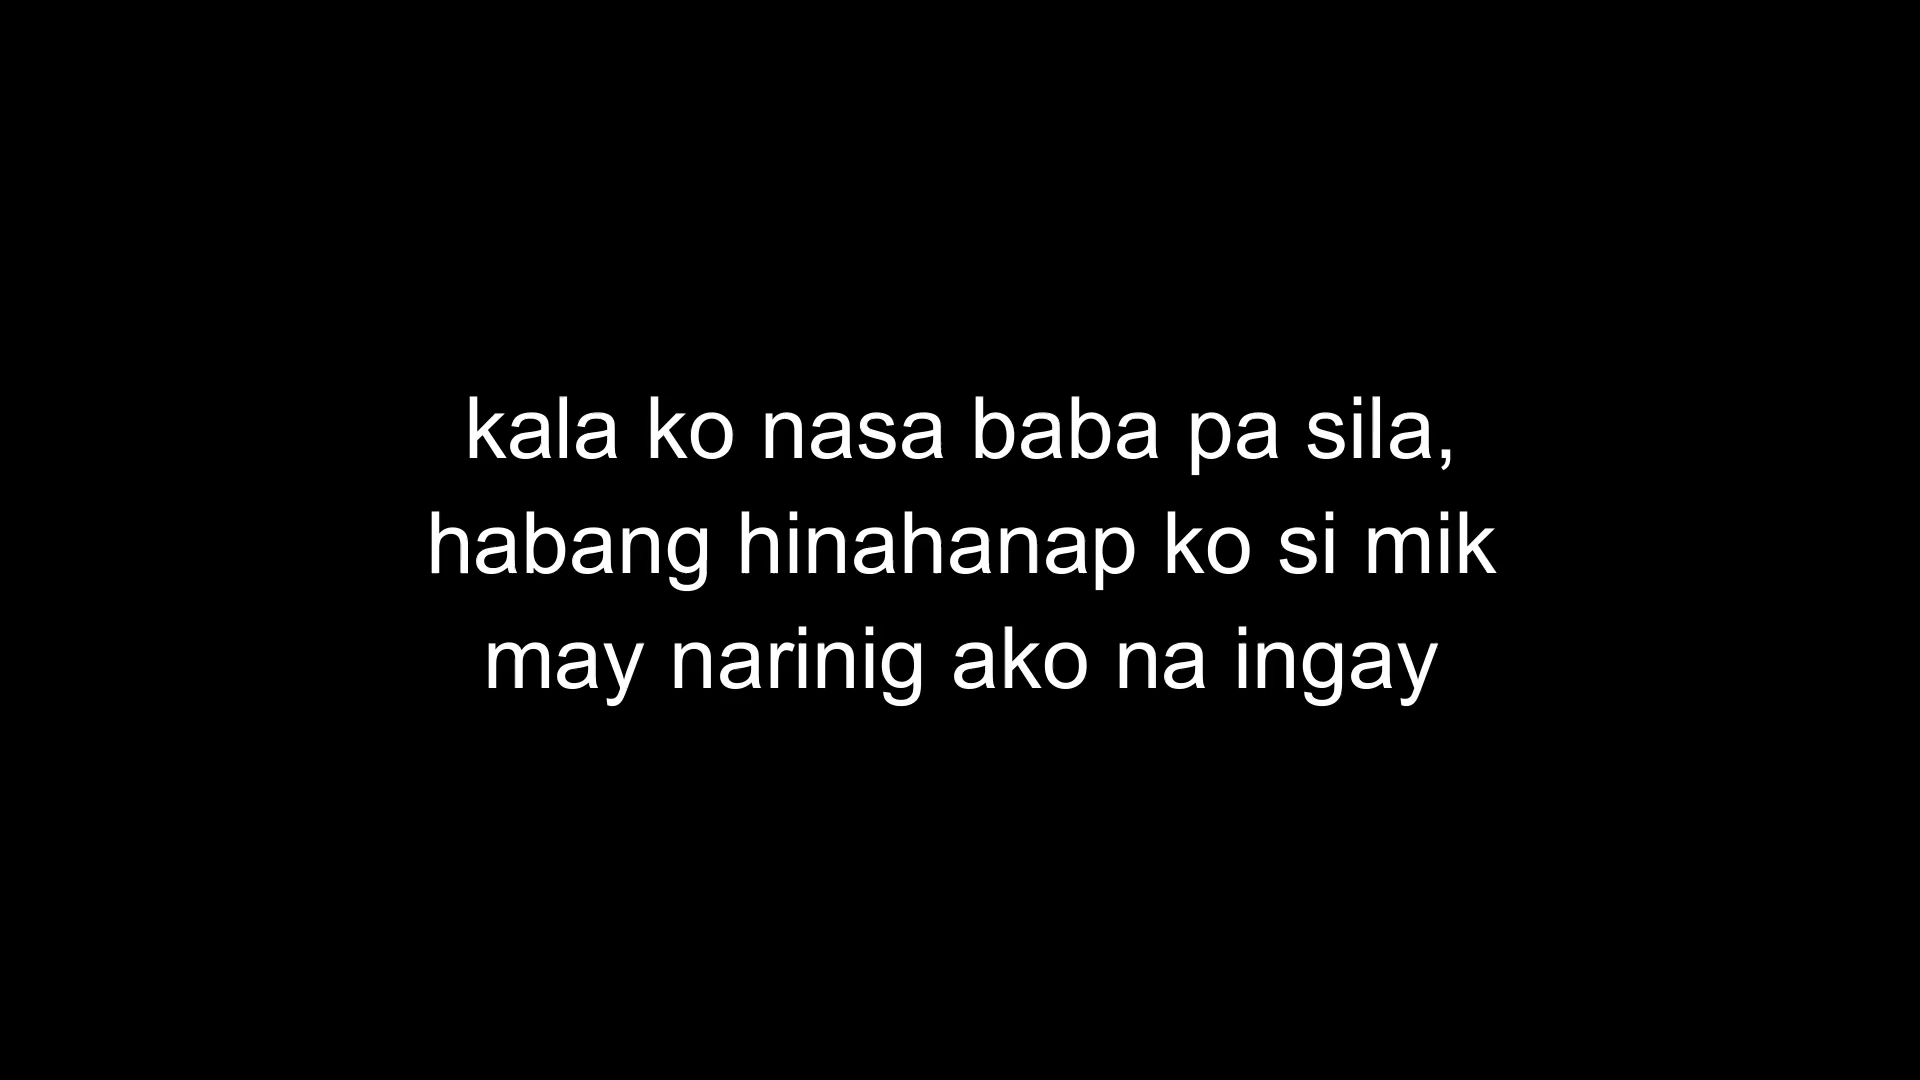 kala ko nasa baba pa sila,
habang hinahanap ko si mik
may narinig ako na ingay